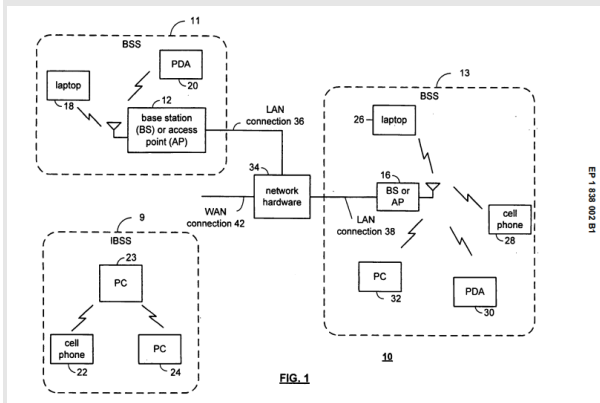 11
BSS
PDA
20
laptop
18
12
base station
(BS) or access
point (AP)
LAN
connection 36
34
network
hardware
WAN
connection 42
LAN
connection 38
13
BSS
26
laptop
16
BS or
AP
cell
phone
28
PC
32
PDA
30
9
IBSS
23
PC
cell
phone
22
PC
24
10
FIG. 1
EP 1 838 002 B1